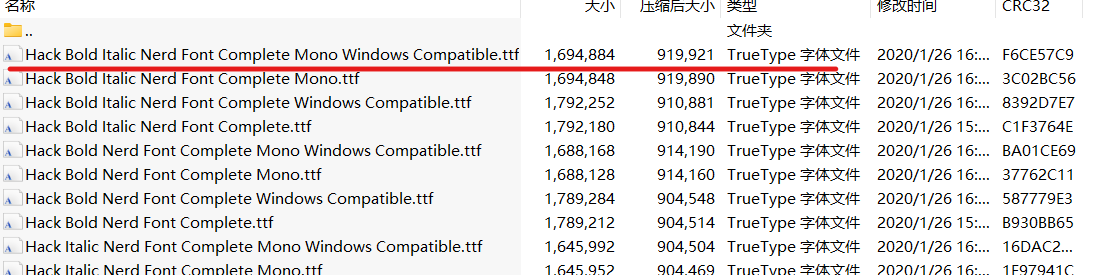 名称 大小 压缩后大小 类型 修改时间 CRC32
.. 文件夹
Hack Bold Italic Nerd Font Complete Mono Windows Compatible.ttf 1,694,884 919,921 TrueType 字体文件 2020/1/26 16:... F6CE57C9
Hack Bold Italic Nerd Font Complete Mono.ttf 1,694,848 919,890 TrueType 字体文件 2020/1/26 16:... 3C02BC56
Hack Bold Italic Nerd Font Complete Windows Compatible.ttf 1,792,252 910,881 TrueType 字体文件 2020/1/26 16:... 8392D7E7
Hack Bold Italic Nerd Font Complete.ttf 1,792,180 910,844 TrueType 字体文件 2020/1/26 15:... C1F3764E
Hack Bold Nerd Font Complete Mono Windows Compatible.ttf 1,688,168 914,190 TrueType 字体文件 2020/1/26 16:... BA01CE69
Hack Bold Nerd Font Complete Mono.ttf 1,688,128 914,160 TrueType 字体文件 2020/1/26 16:... 37762C11
Hack Bold Nerd Font Complete Windows Compatible.ttf 1,789,284 904,548 TrueType 字体文件 2020/1/26 16:... 587779E3
Hack Bold Nerd Font Complete.ttf 1,789,212 904,514 TrueType 字体文件 2020/1/26 15:... B930BB65
Hack Italic Nerd Font Complete Mono Windows Compatible.ttf 1,645,992 904,504 TrueType 字体文件 2020/1/26 16:... 16DAC2...
Hack Italic Nerd Font Complete Mono.ttf 1,645,952 904,469 TrueType 字体文件 2020/1/26 16:... 1F97941C